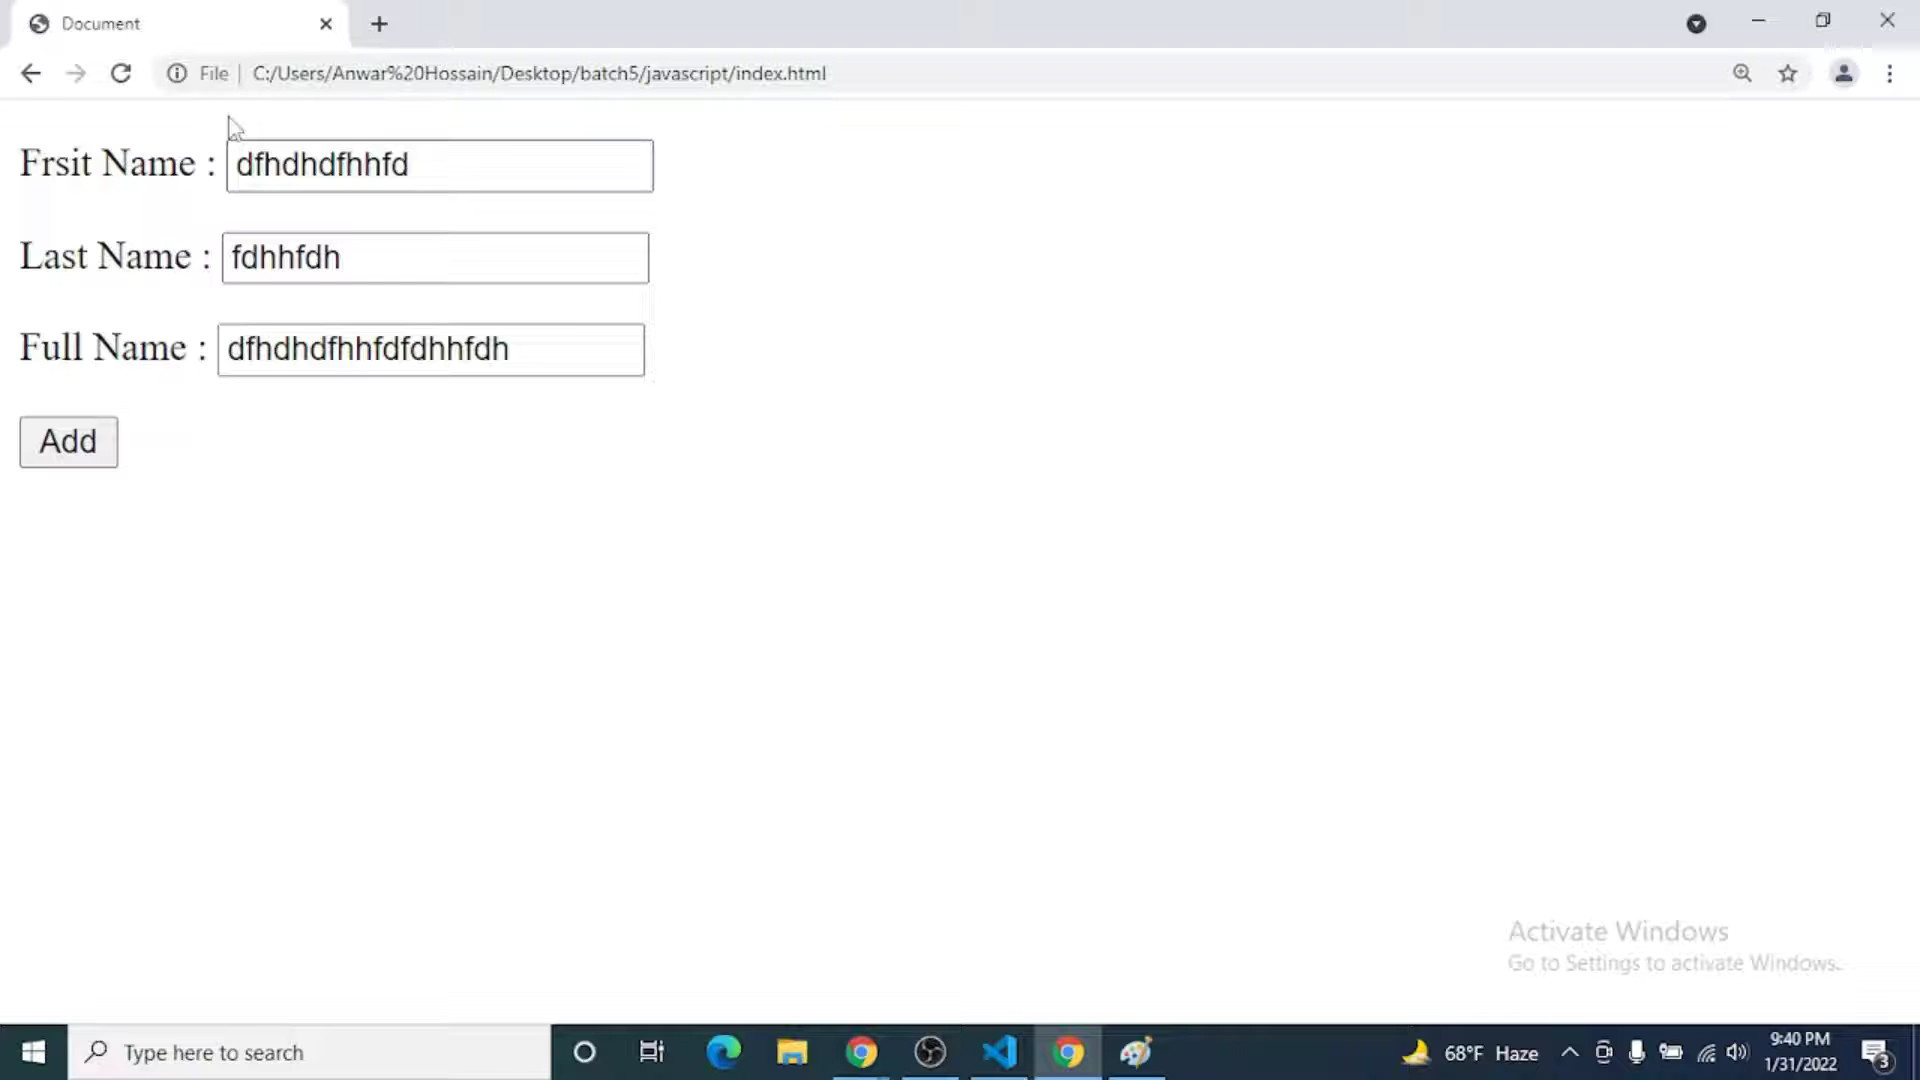 Document
File | C:/Users/Anwar%20Hossain/Desktop/batch5/javascript/index.html
Frsit Name : dfhdhdfhhfd
Last Name : fdhhfdh
Full Name : dfhdhdfhhfdfdhhfdh
Add
Activate Windows
Go to Settings to activate Windows.
Type here to search
68°F Haze
9:40 PM
1/31/2022
3